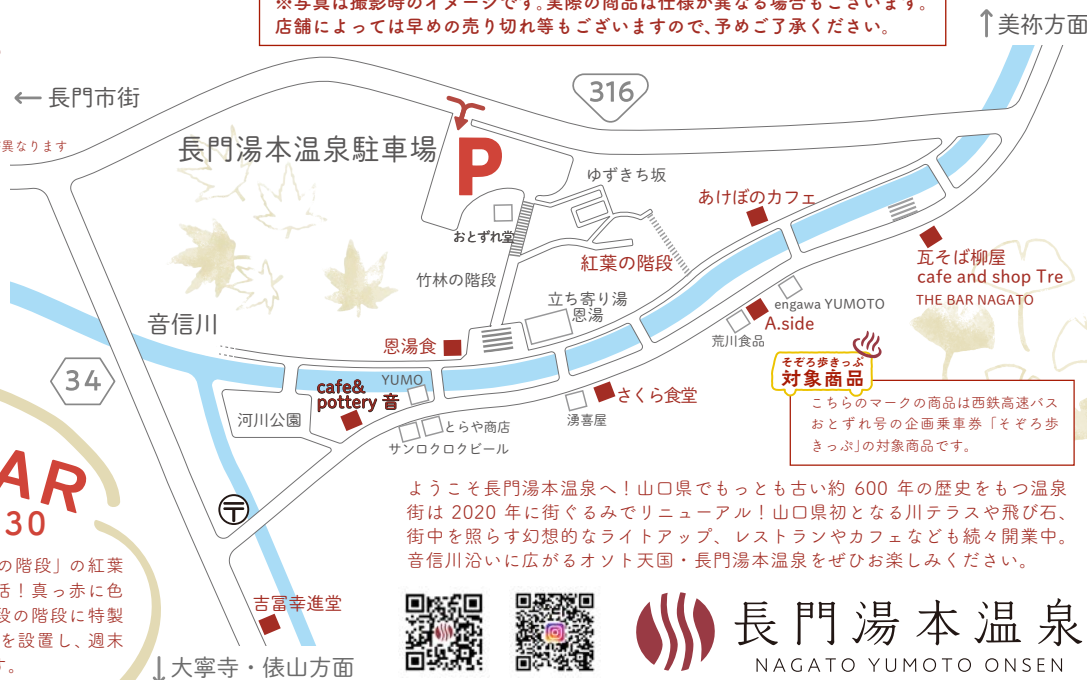 ※写真は撮影時のイメージです。実際の商品は仕様が異なる場合もございます。
店舗によっては早めの売り切れ等もございますので、予めご了承ください。
↑美祢方面
←長門市街
316
異なります
長門湯本温泉駐車場
P
ゆずきち坂
あけぼのカフェ
おとずれ堂
紅葉の階段
瓦そば柳屋
cafe and shop Tre
THE BAR NAGATO
竹林の階段
立ち寄り湯
恩湯
engawa YUMOTO
A.side
荒川食品
音信川
恩湯食
34
YUMO
cafe&
pottery 音
河川公園
とらや商店
サンロクロクビール
さくら食堂
湧喜屋
そぞろ歩きっぷ
対象商品
こちらのマークの商品は西鉄高速バス
おとずれ号の企画乗車券「そぞろ歩
きっぷ」の対象商品です。
AR
30
の階段」の紅葉
活！真っ赤に色
段の階段に特製
を設置し、週末
す。
〒
吉冨幸進堂
↓大寧寺・俵山方面
ようこそ長門湯本温泉へ！山口県でもっとも古い約 600 年の歴史をもつ温泉
街は 2020 年に街ぐるみでリニューアル！山口県初となる川テラスや飛び石、
街中を照らす幻想的なライトアップ、レストランやカフェなども続々開業中。
音信川沿いに広がるオソト天国・長門湯本温泉をぜひお楽しみください。
長門湯本温泉
NAGATO YUMOTO ONSEN